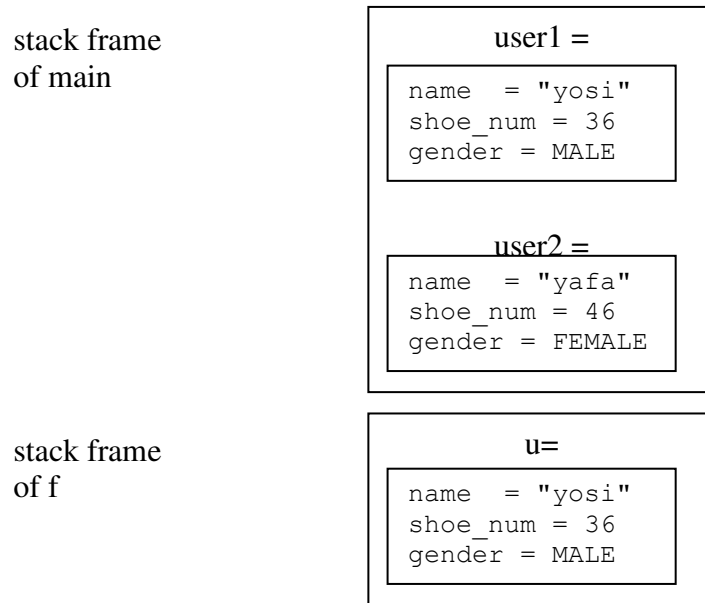 stack frame
of main
user1 =
name = "yosi"
shoe_num = 36
gender = MALE
user2 =
name = "yafa"
shoe_num = 46
gender = FEMALE
stack frame
of f
u=
name = "yosi"
shoe_num = 36
gender = MALE